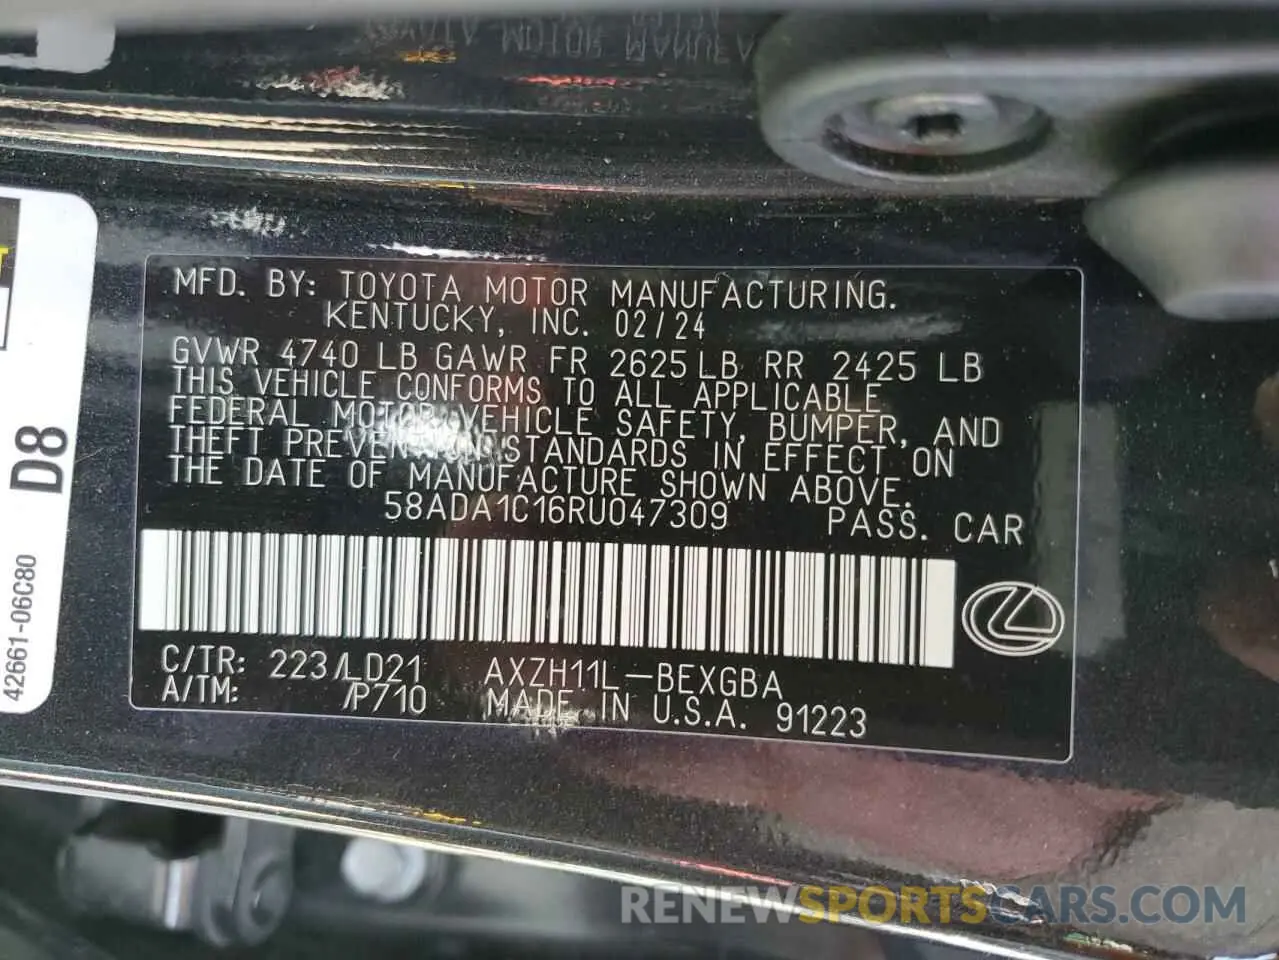 MFD. BY: TOYOTA MOTOR MANUFACTURING.
KENTUCKY, INC. 02/24
GVWR 4740 LB GAWR FR 2625 LB RR 2425 LB
THIS VEHICLE CONFORMS TO ALL APPLICABLE
FEDERAL MOTOR VEHICLE SAFETY, BUMPER, AND
THEFT PREVENTION STANDARDS IN EFFECT ON
THE DATE OF MANUFACTURE SHOWN ABOVE.
58ADA1C16RU047309 PASS. CAR
C/TR: 223/LD21 AXZH11L-BEXGBA
A/TM: /P710 MADE IN U.S.A. 91223
D8
42661-06C80
RENEWSPORTSCARS.COM